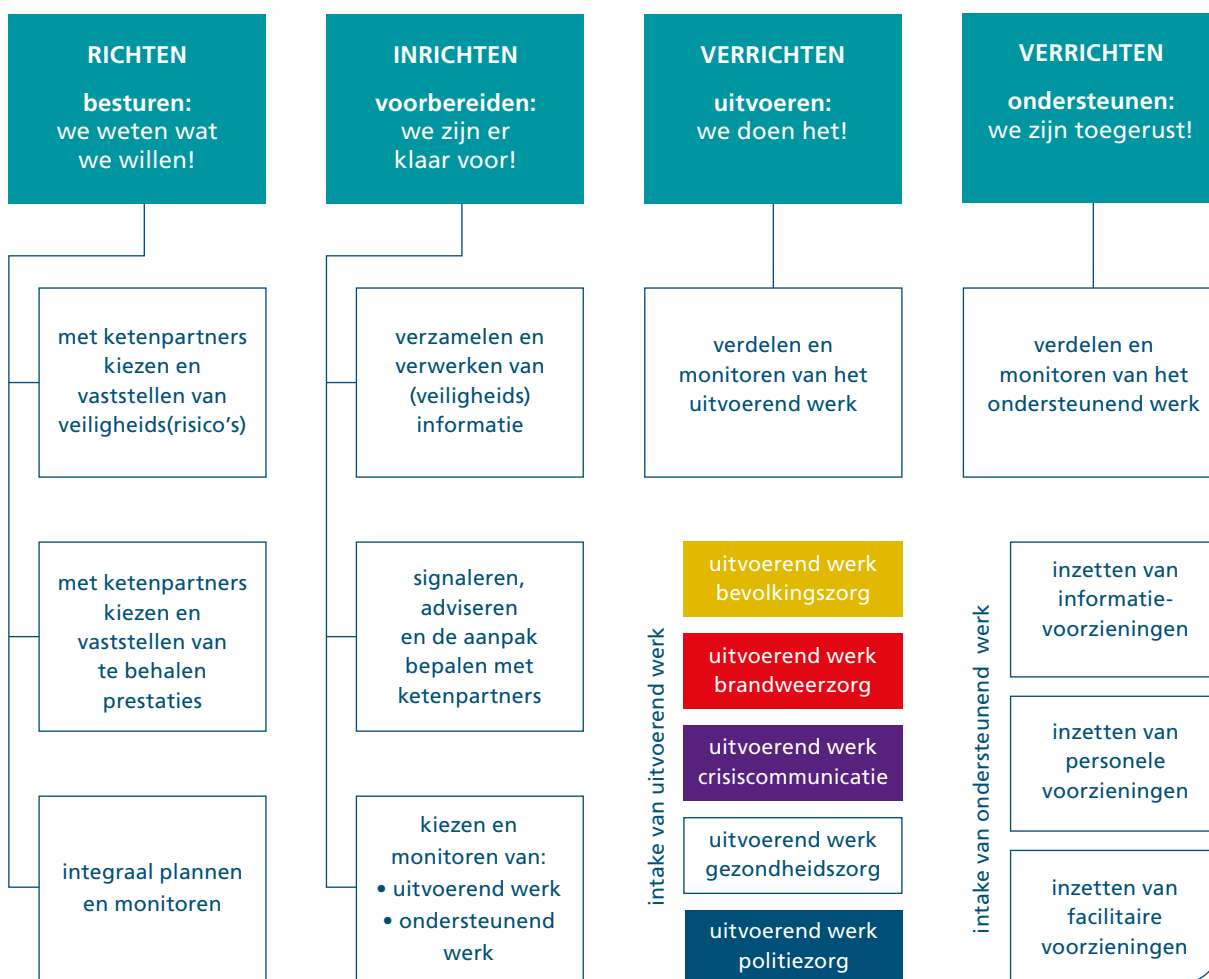 RICHTEN
besturen:
we weten wat
we willen!
met ketenpartners
kiezen en
vaststellen van
veiligheids(risico's)
met ketenpartners
kiezen en
vaststellen van
te behalen
prestaties
integraal plannen
en monitoren
INRICHTEN
voorbereiden:
we zijn er
klaar voor!
verzamelen en
verwerken van
(veiligheids)
informatie
signaleren,
adviseren
en de aanpak
bepalen met
ketenpartners
kiezen en
monitoren van:
• uitvoerend werk
• ondersteunend
werk
VERRICHTEN
uitvoeren:
we doen het!
verdelen en
monitoren van het
uitvoerend werk
intake van uitvoerend werk
uitvoerend werk
bevolkingszorg
uitvoerend werk
brandweerzorg
uitvoerend werk
crisiscommunicatie
uitvoerend werk
gezondheidszorg
uitvoerend werk
politiezorg
VERRICHTEN
ondersteunen:
we zijn toegerust!
verdelen en
monitoren van het
ondersteunend werk
intake van ondersteunend werk
inzetten van
informatie-
voorzieningen
inzetten van
personele
voorzieningen
inzetten van
facilitaire
voorzieningen